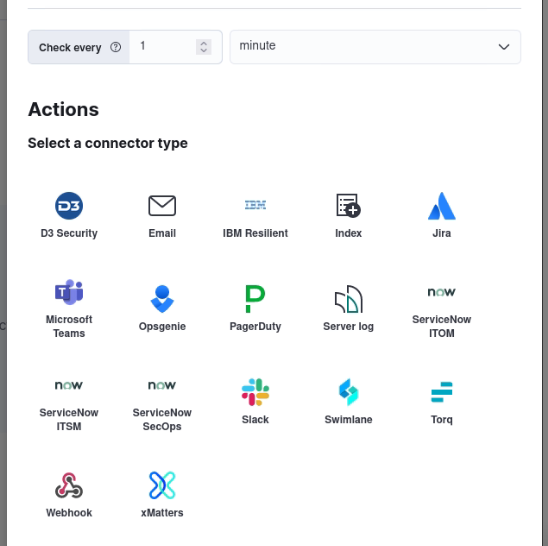 Check every
1
minute
Actions
Select a connector type
D3
IBM
D3 Security
Email
IBM Resilient
Index
Jira
T
now
Microsoft
Teams
Opsgenie
PagerDuty
Server log
ServiceNow
ITOM
now
now
ServiceNow
ITSM
ServiceNow
SecOps
Slack
Swimlane
Torq
Webhook
xMatters